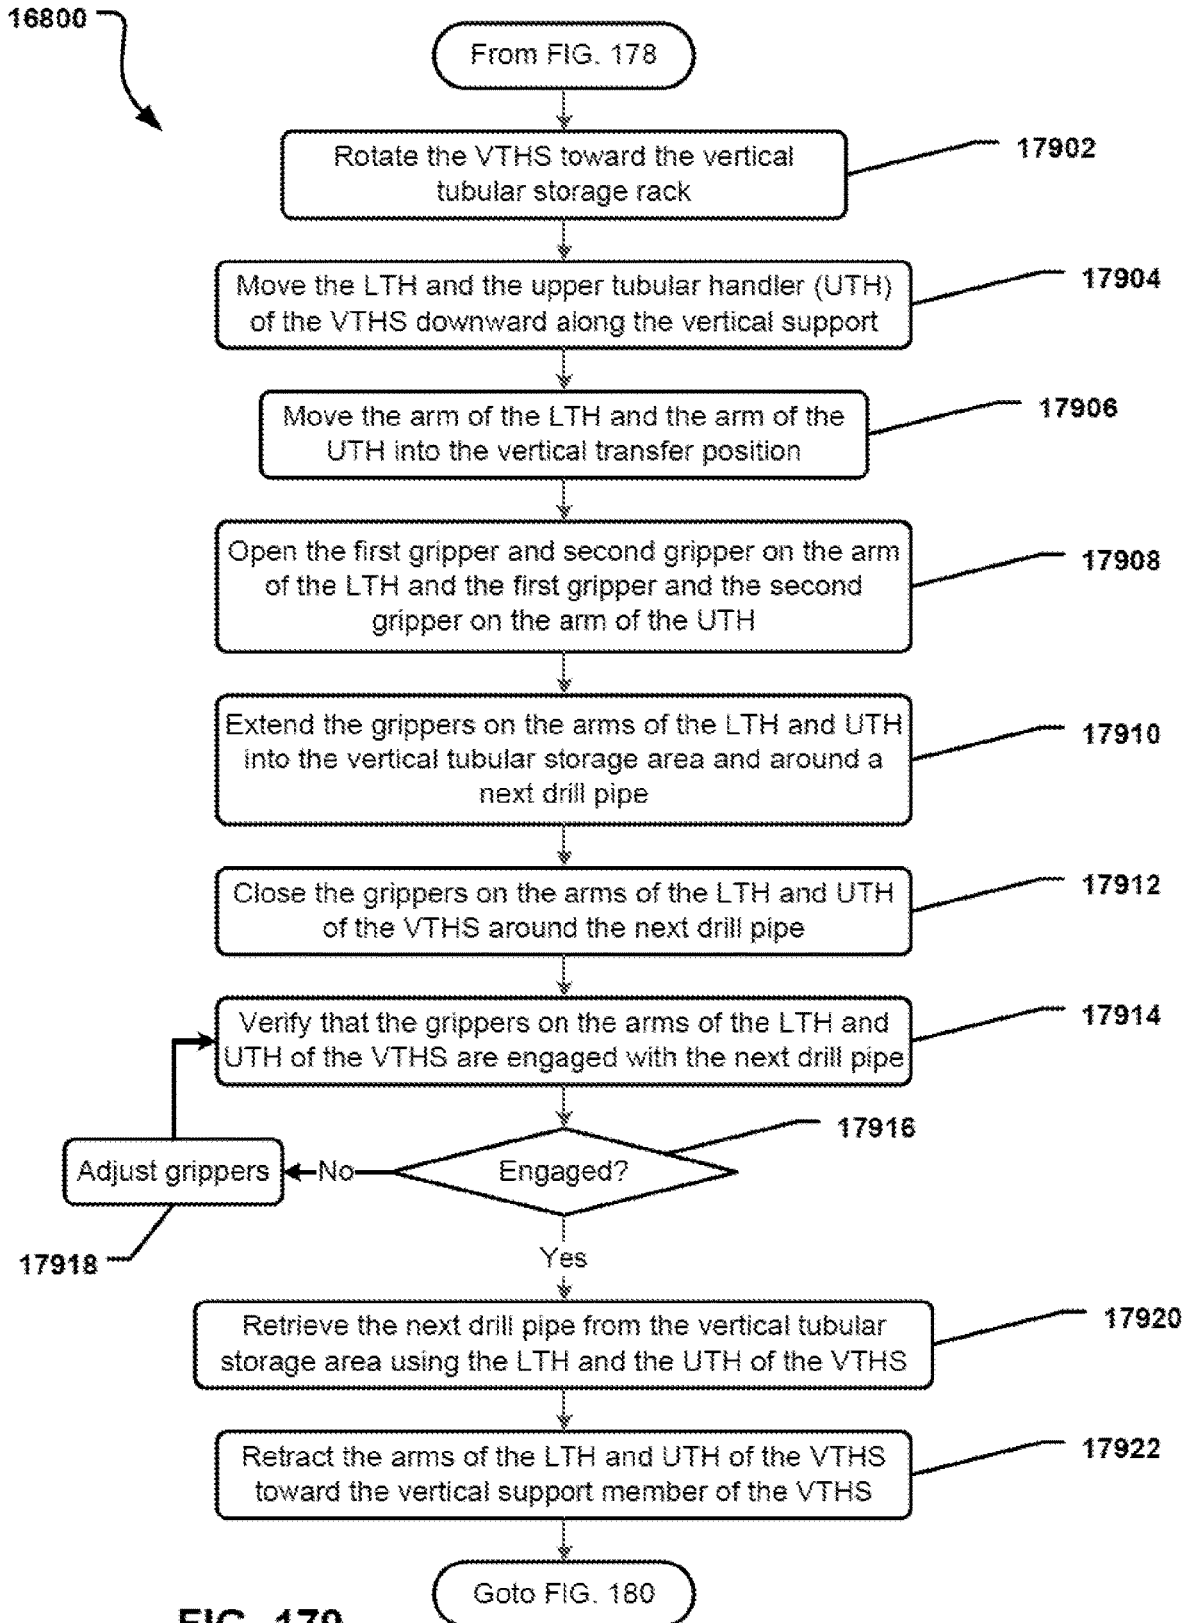 16800
From FIG. 178
Rotate the VTHS toward the vertical
tubular storage rack
17902
Move the LTH and the upper tubular handler (UTH)
of the VTHS downward along the vertical support
17904
Move the arm of the LTH and the arm of the
UTH into the vertical transfer position
17906
Open the first gripper and second gripper on the arm
of the LTH and the first gripper and the second
gripper on the arm of the UTH
17908
Extend the grippers on the arms of the LTH and UTH
into the vertical tubular storage area and around a
next drill pipe
17910
Close the grippers on the arms of the LTH and UTH
of the VTHS around the next drill pipe
17912
Verify that the grippers on the arms of the LTH and
UTH of the VTHS are engaged with the next drill pipe
17914
Engaged?
17916
No
Adjust grippers
17918
Yes
Retrieve the next drill pipe from the vertical tubular
storage area using the LTH and the UTH of the VTHS
17920
Retract the arms of the LTH and UTH of the VTHS
toward the vertical support member of the VTHS
17922
Goto FIG. 180
FIG. 179